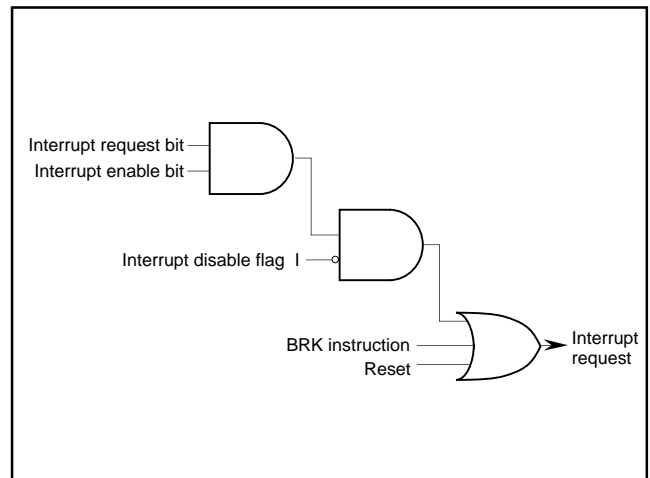 Interrupt request bit
Interrupt enable bit
Interrupt disable flag I
BRK instruction
Reset
Interrupt
request